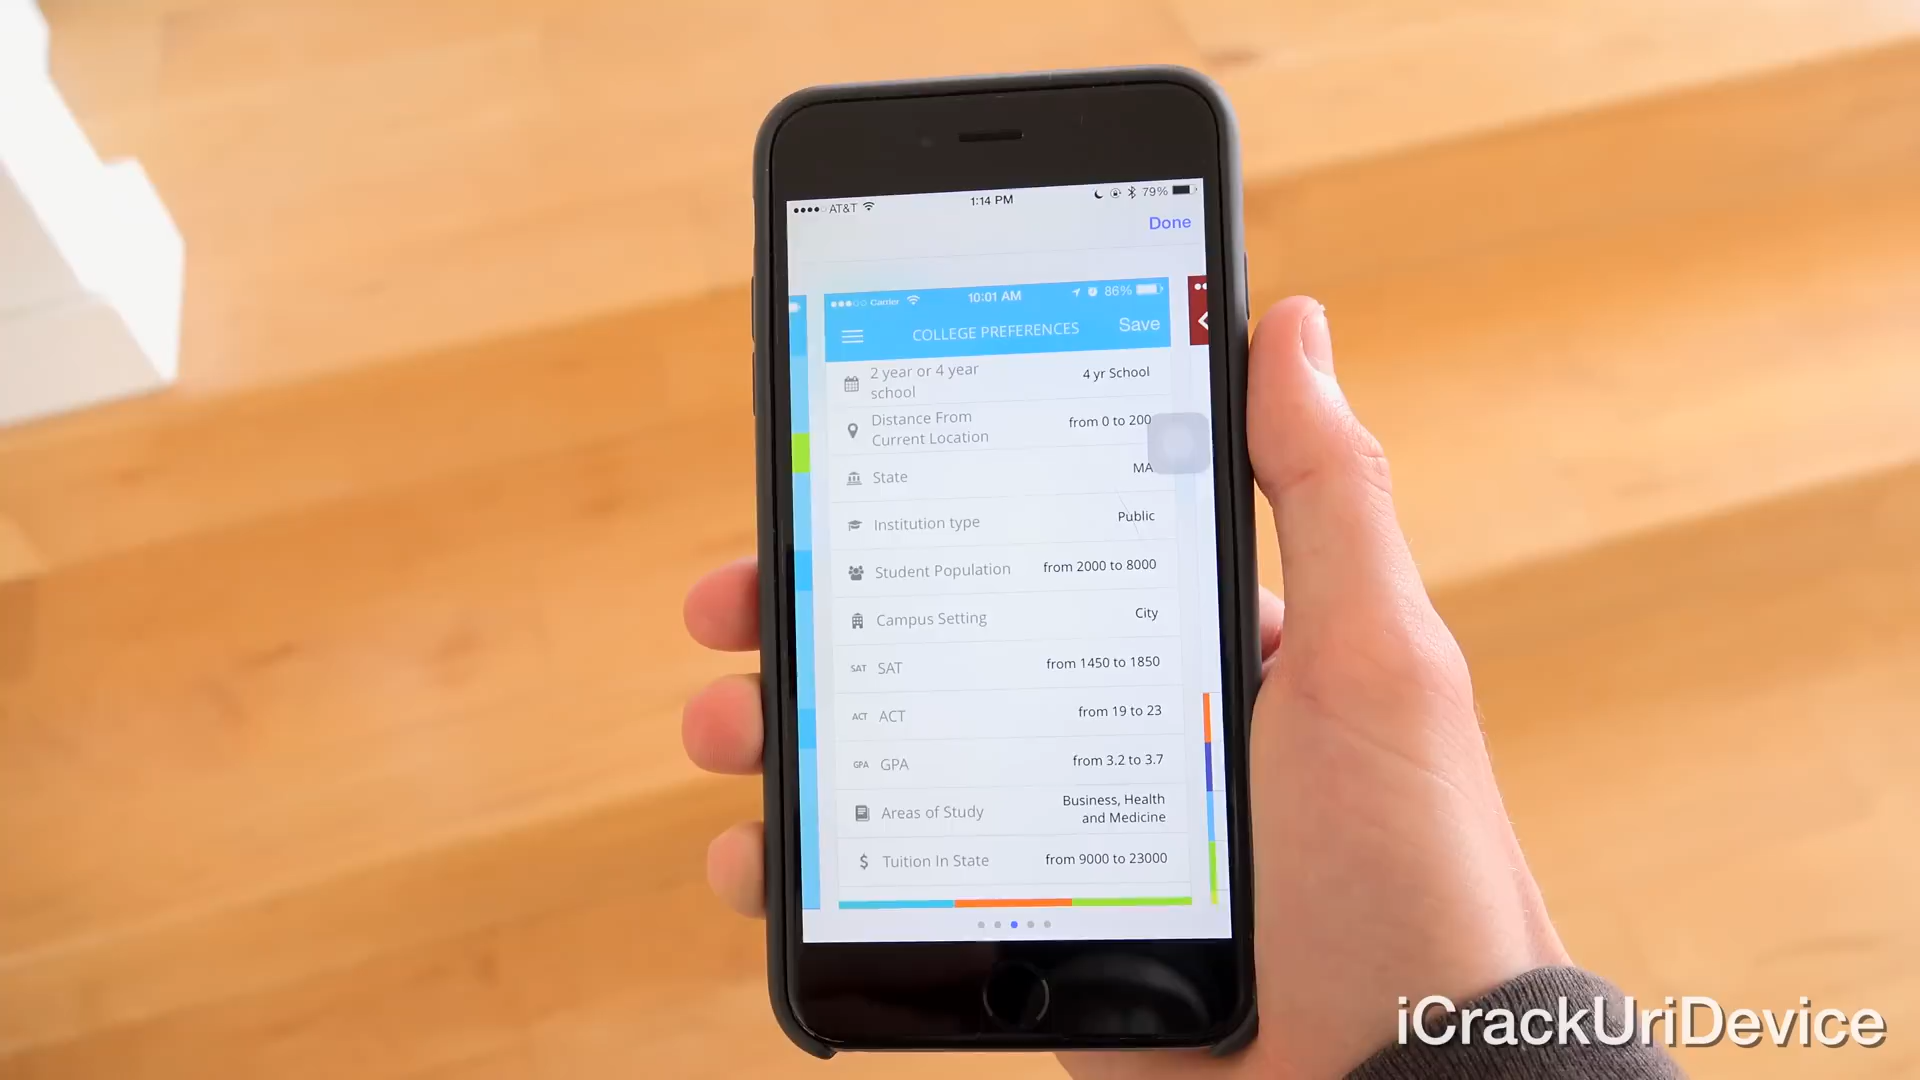 AT&T 1:14 PM 79%
Done
Carrier 10:01 AM 86%
COLLEGE PREFERENCES Save
2 year or 4 year
school
4 yr School
Distance From
Current Location
from 0 to 200
State MA
Institution type Public
Student Population from 2000 to 8000
Campus Setting City
SAT SAT from 1450 to 1850
ACT ACT from 19 to 23
GPA GPA from 3.2 to 3.7
Areas of Study
Business, Health
and Medicine
$ Tuition In State from 9000 to 23000
iCrackUriDevice